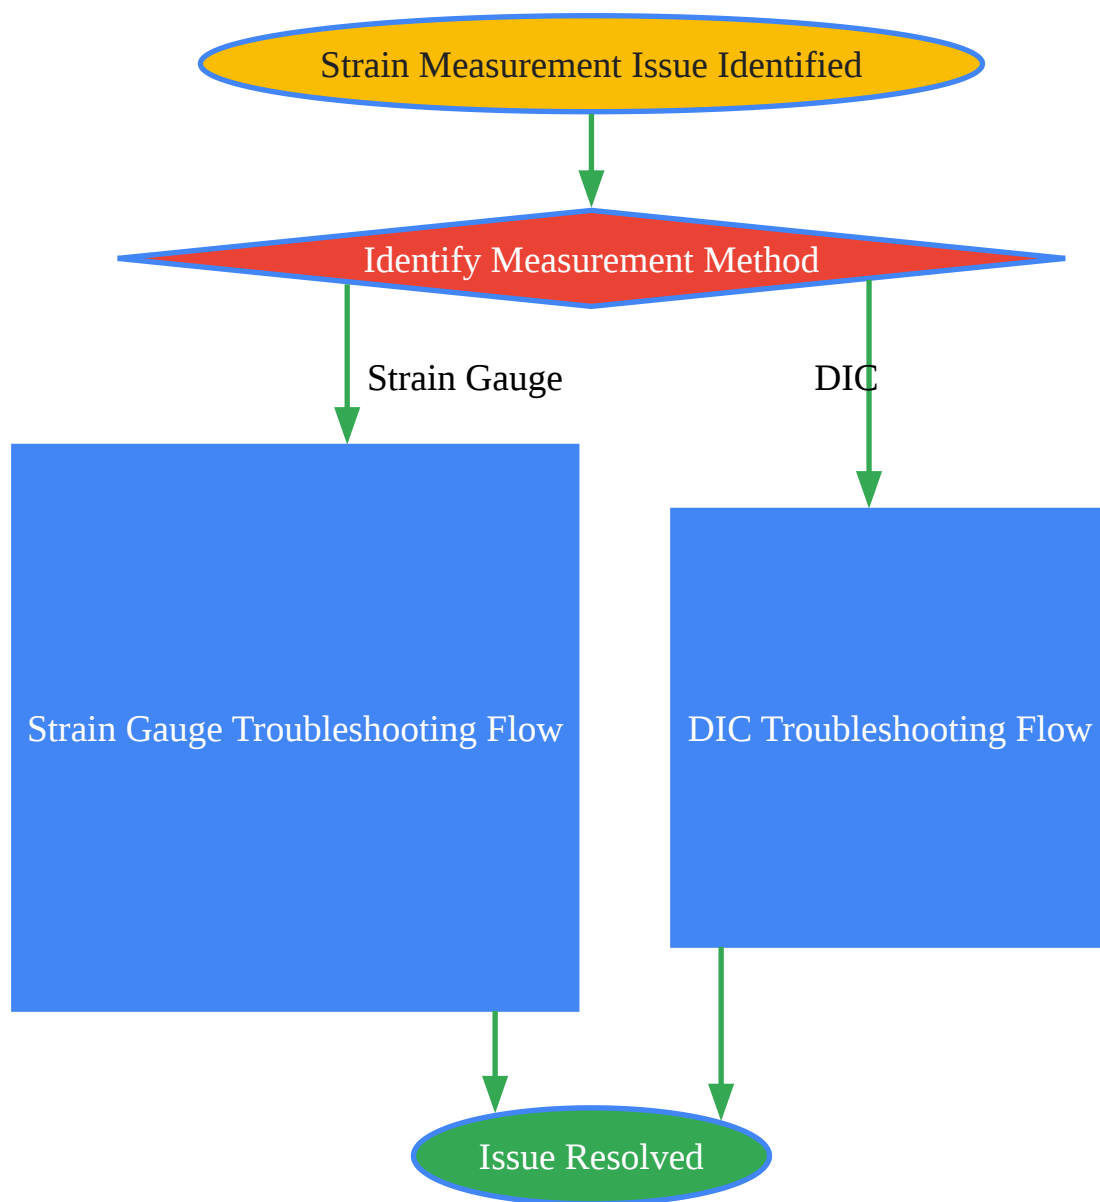 Strain Measurement Issue Identified
Identify Measurement Method
Strain Gauge
DIC
Strain Gauge Troubleshooting Flow
DIC Troubleshooting Flow
Issue Resolved